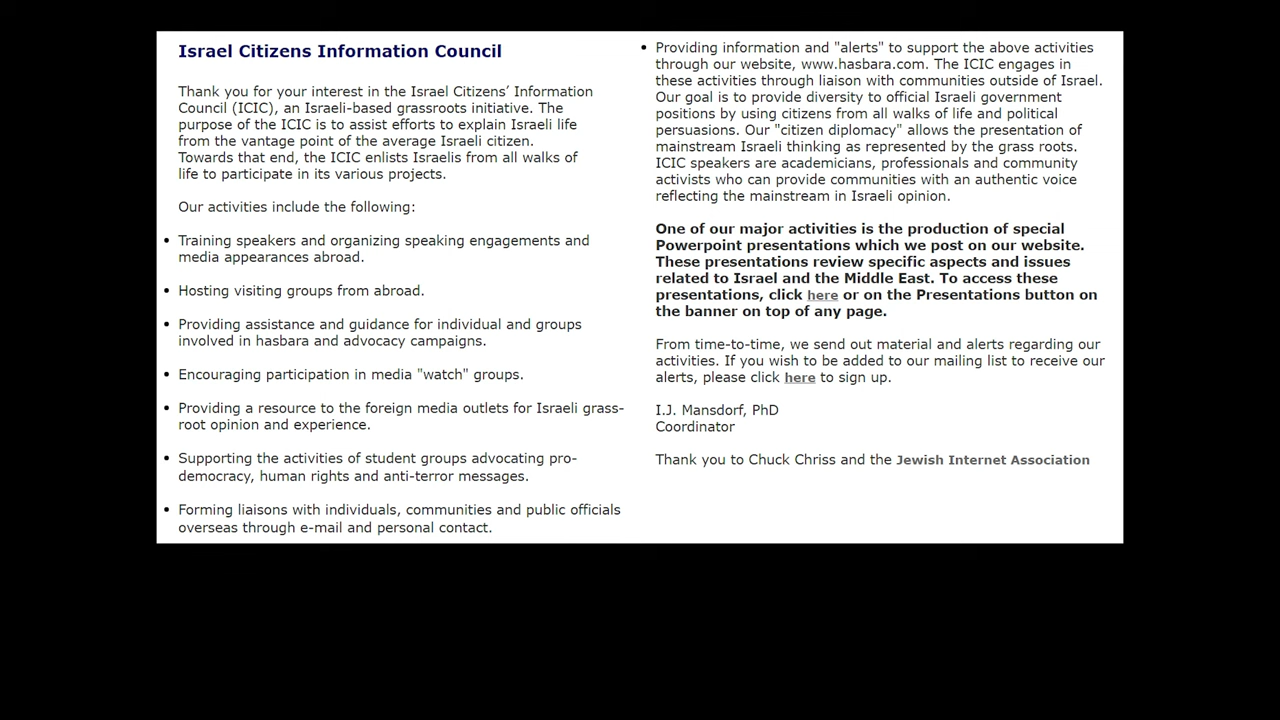 Israel Citizens Information Council
Thank you for your interest in the Israel Citizens’ Information
Council (ICIC), an Israeli-based grassroots initiative. The
purpose of the ICIC is to assist efforts to explain Israeli life
from the vantage point of the average Israeli citizen.
Towards that end, the ICIC enlists Israelis from all walks of
life to participate in its various projects.
Our activities include the following:
• Training speakers and organizing speaking engagements and
media appearances abroad.
• Hosting visiting groups from abroad.
• Providing assistance and guidance for individual and groups
involved in hasbara and advocacy campaigns.
• Encouraging participation in media "watch" groups.
• Providing a resource to the foreign media outlets for Israeli grass-
root opinion and experience.
• Supporting the activities of student groups advocating pro-
democracy, human rights and anti-terror messages.
• Forming liaisons with individuals, communities and public officials
overseas through e-mail and personal contact.
• Providing information and "alerts" to support the above activities
through our website, www.hasbara.com. The ICIC engages in
these activities through liaison with communities outside of Israel.
Our goal is to provide diversity to official Israeli government
positions by using citizens from all walks of life and political
persuasions. Our "citizen diplomacy" allows the presentation of
mainstream Israeli thinking as represented by the grass roots.
ICIC speakers are academicians, professionals and community
activists who can provide communities with an authentic voice
reflecting the mainstream in Israeli opinion.
One of our major activities is the production of special
Powerpoint presentations which we post on our website.
These presentations review specific aspects and issues
related to Israel and the Middle East. To access these
presentations, click here or on the Presentations button on
the banner on top of any page.
From time-to-time, we send out material and alerts regarding our
activities. If you wish to be added to our mailing list to receive our
alerts, please click here to sign up.
I.J. Mansdorf, PhD
Coordinator
Thank you to Chuck Chriss and the Jewish Internet Association